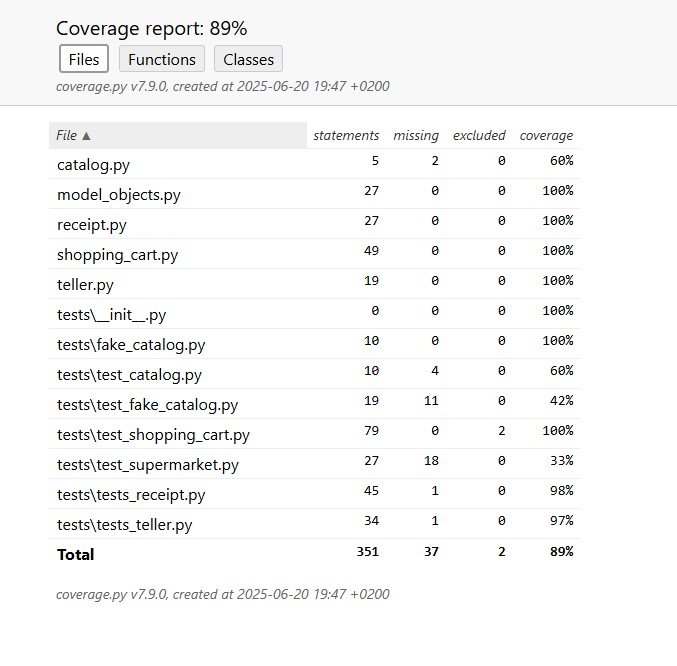 Coverage report: 89%
Files Functions Classes
coverage.py v7.9.0, created at 2025-06-20 19:47 +0200
File ▲ statements missing excluded coverage
catalog.py 5 2 0 60%
model_objects.py 27 0 0 100%
receipt.py 27 0 0 100%
shopping_cart.py 49 0 0 100%
teller.py 19 0 0 100%
tests\__init__.py 0 0 0 100%
tests\fake_catalog.py 10 0 0 100%
tests\test_catalog.py 10 4 0 60%
tests\test_fake_catalog.py 19 11 0 42%
tests\test_shopping_cart.py 79 0 2 100%
tests\test_supermarket.py 27 18 0 33%
tests\tests_receipt.py 45 1 0 98%
tests\tests_teller.py 34 1 0 97%
Total 351 37 2 89%
coverage.py v7.9.0, created at 2025-06-20 19:47 +0200